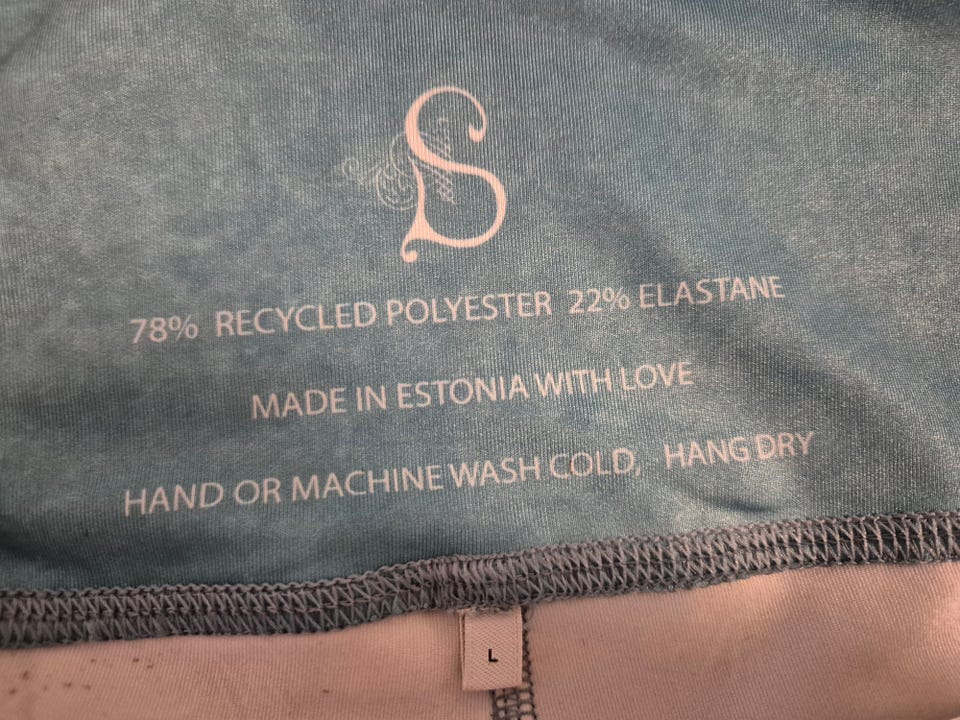 S
78% RECYCLED POLYESTER 22% ELASTANE
MADE IN ESTONIA WITH LOVE
HAND OR MACHINE WASH COLD, HANG DRY
L